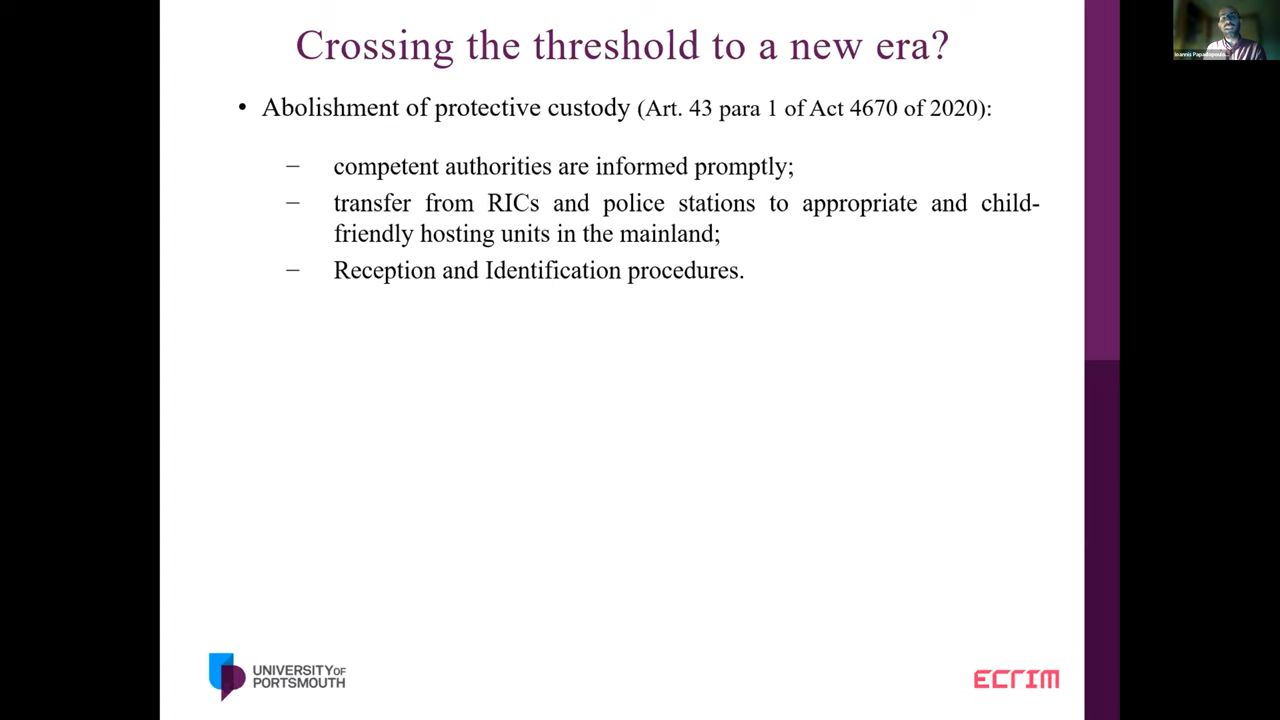 Crossing the threshold to a new era?
• Abolishment of protective custody (Art. 43 para 1 of Act 4670 of 2020):
– competent authorities are informed promptly;
– transfer from RICs and police stations to appropriate and child-
friendly hosting units in the mainland;
– Reception and Identification procedures.
UNIVERSITY OF
PORTSMOUTH
ECRIM
Ioannis